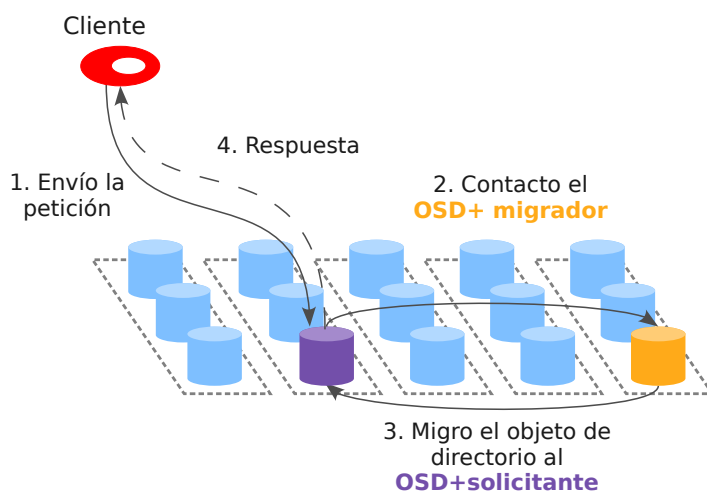 Cliente
4. Respuesta
1. Envío la
petición
2. Contacto el
OSD+ migrador
3. Migro el objeto de
directorio al
OSD+solicitante